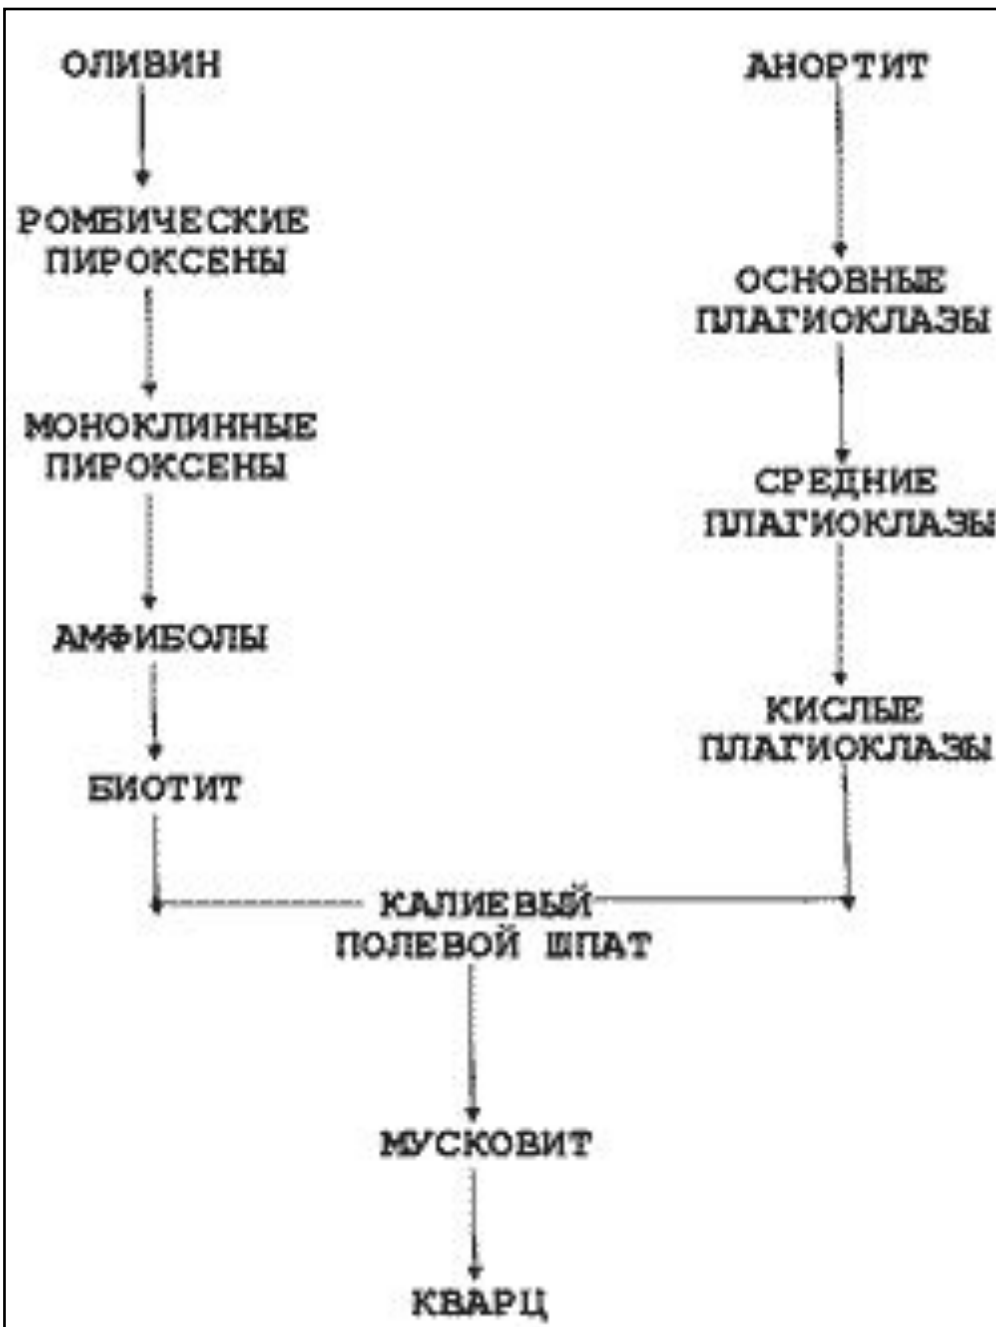 ОЛИВИН
АНОРТИТ
РОМБИЧЕСКИЕ
ПИРОКСЕНЫ
ОСНОВНЫЕ
ПЛАГИОКЛАЗЫ
МОНОКЛИННЫЕ
ПИРОКСЕНЫ
СРЕДНИЕ
ПЛАГИОКЛАЗЫ
АМФИБОЛЫ
КИСЛЫЕ
ПЛАГИОКЛАЗЫ
БИОТИТ
КАЛИЕВЫЙ
ПОЛЕВОЙ ШПАТ
МУСКОВИТ
КВАРЦ